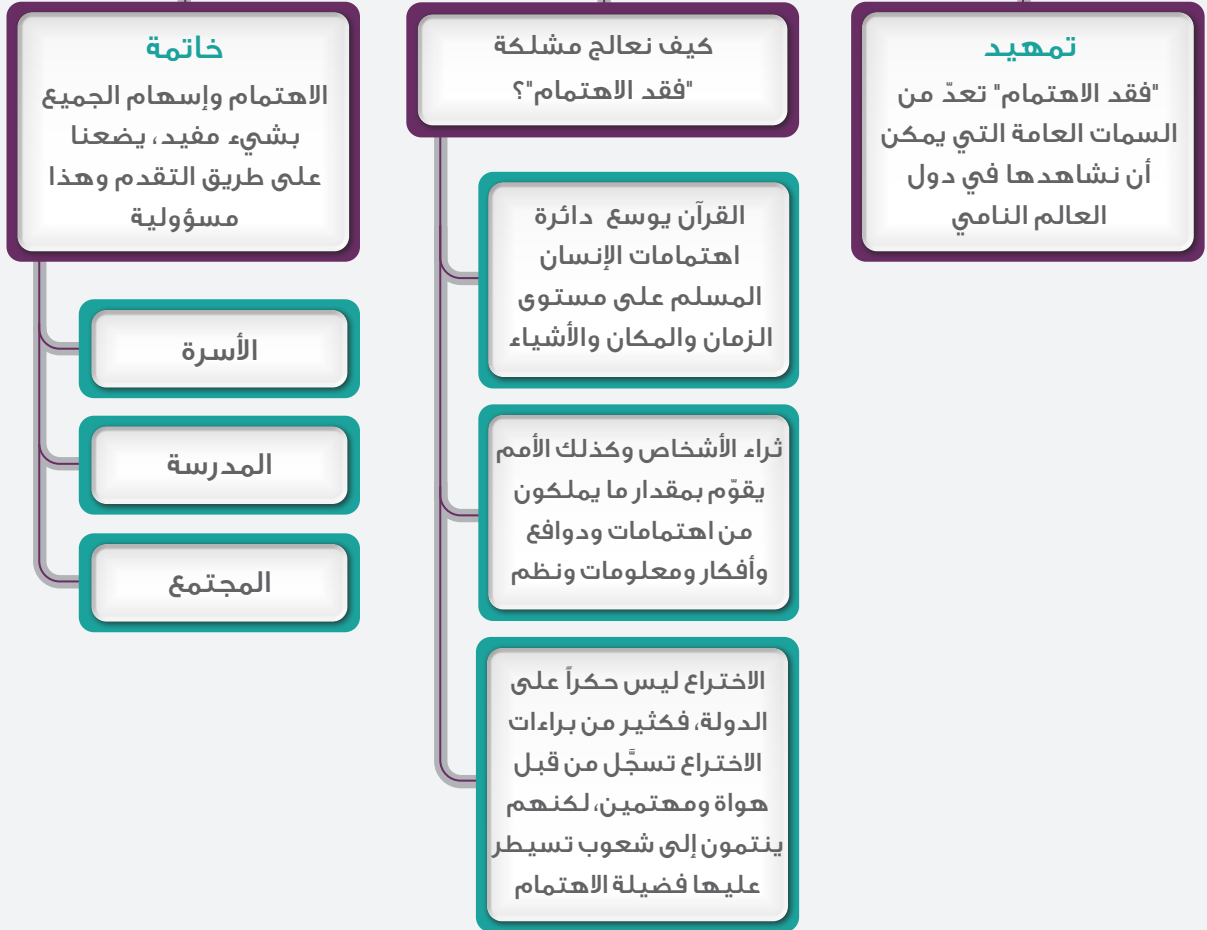 تمهيد
"فقد الاهتمام" تعدّ من
السمات العامة التي يمكن
أن نشاهدها في دول
العالم النامي
كيف نعالج مشلكة
"فقد الاهتمام"؟
القرآن يوسع دائرة
اهتمامات الإنسان
المسلم على مستوى
الزمان والمكان والأشياء
ثراء الأشخاص وكذلك الأمم
يقوّم بمقدار ما يملكون
من اهتمامات ودوافع
وأفكار ومعلومات ونظم
الاختراع ليس حكراً على
الدولة، فكثير من براءات
الاختراع تسجَّل من قبل
هواة ومهتمين، لكنهم
ينتمون إلى شعوب تسيطر
عليها فضيلة الاهتمام
خاتمة
الاهتمام وإسهام الجميع
بشيء مفيد، يضعنا
على طريق التقدم وهذا
مسؤولية
الأسرة
المدرسة
المجتمع